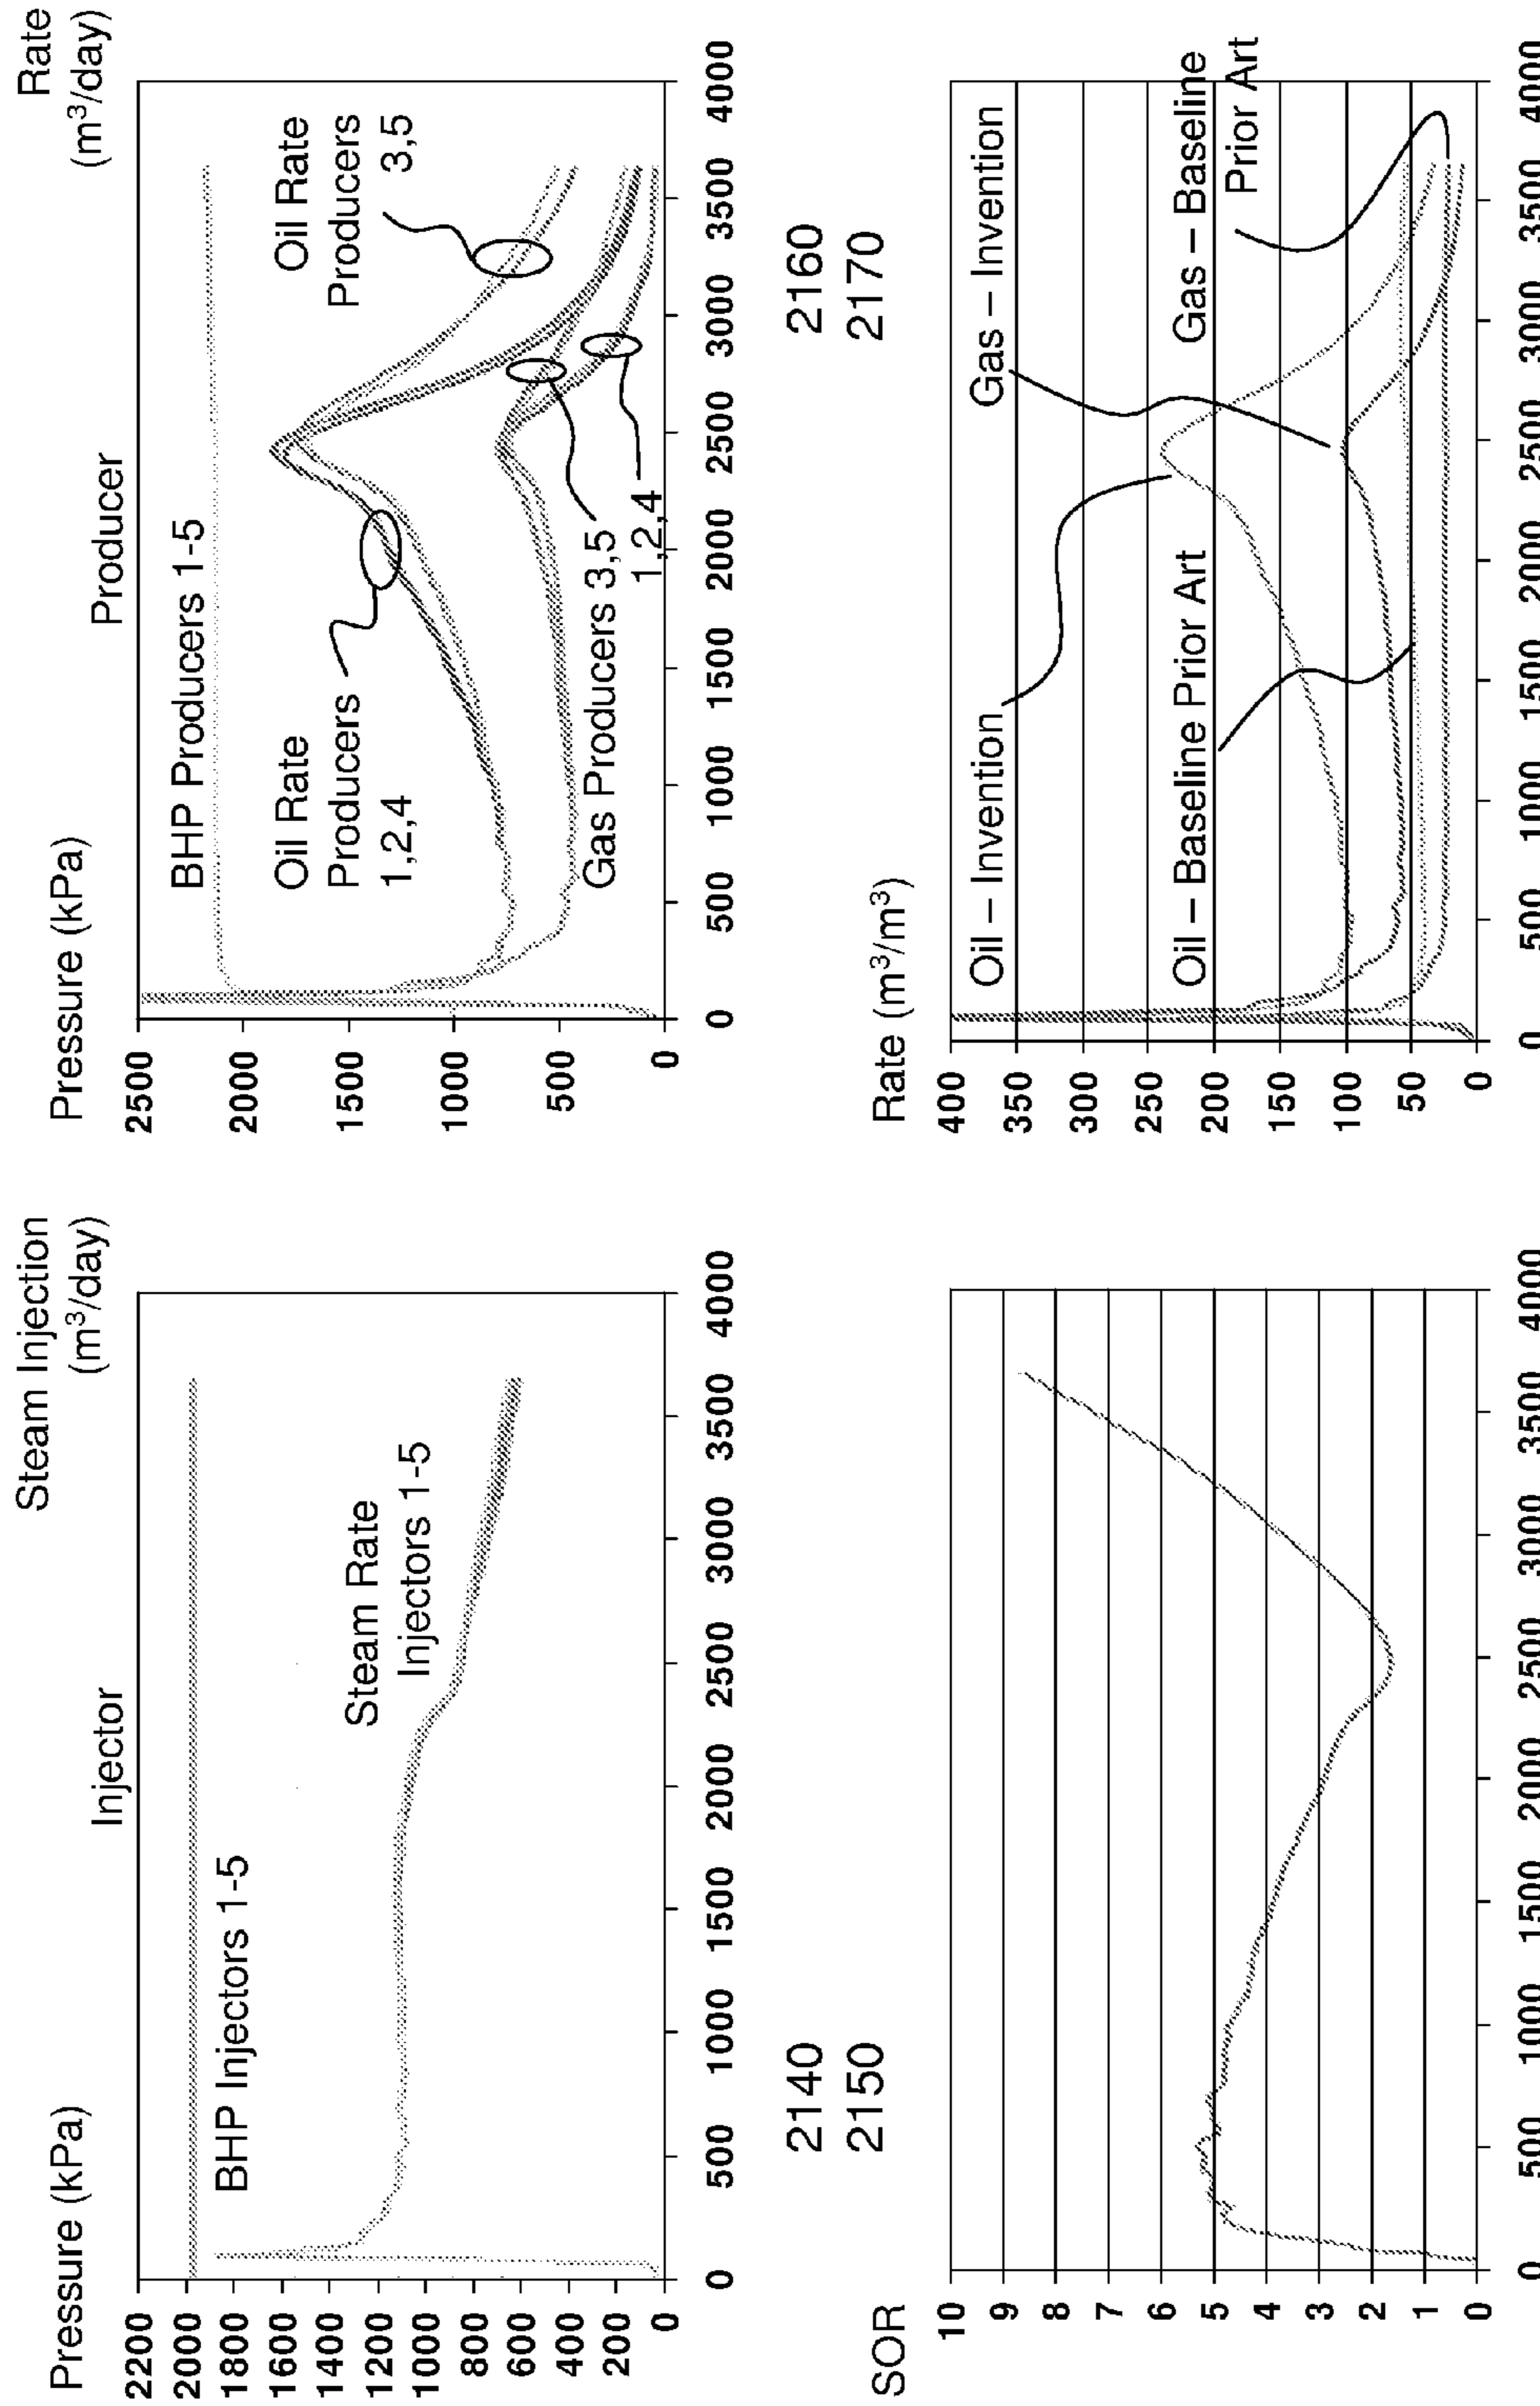 Injector
Pressure (kPa)
Steam Injection
(m³/day)
2200
2000
1800
1600
1400
1200
1000
800
600
400
200
0
BHP Injectors 1-5
Steam Rate
Injectors 1-5
0 500 1000 1500 2000 2500 3000 3500 4000
2140
Producer
Pressure (kPa)
Rate
(m³/day)
2500
2000
1500
1000
500
0
BHP Producers 1-5
Oil Rate
Producers
1,2,4
Oil Rate
Producers
3,5
Gas Producers 3,5
1,2,4
0 500 1000 1500 2000 2500 3000 3500 4000
2160
2150
SOR
10
9
8
7
6
5
4
3
2
1
0
0 500 1000 1500 2000 2500 3000 3500 4000
2170
Rate (m³/m³)
400
350
300
250
200
150
100
50
0
Oil – Invention
Gas – Invention
Oil – Baseline Prior Art
Gas – Baseline
Prior Art
0 500 1000 1500 2000 2500 3000 3500 4000